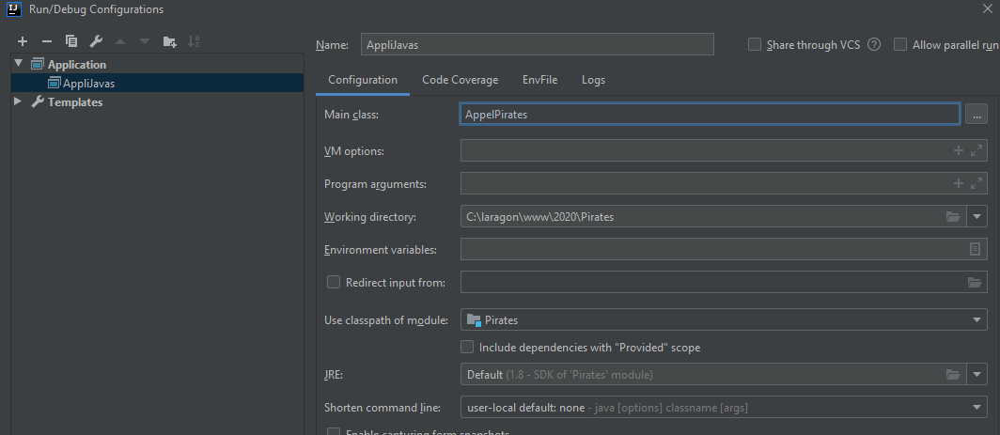 IJ Run/Debug Configurations
Name: AppliJavas Share through VCS ? Allow parallel run
Application
AppliJavas
Templates
Configuration Code Coverage EnvFile Logs
Main class: AppelPirates ...
VM options:
Program arguments:
Working directory: C:\laragon\www\2020\Pirates
Environment variables:
Redirect input from:
Use classpath of module: Pirates
Include dependencies with "Provided" scope
JRE: Default (1.8 - SDK of 'Pirates' module)
Shorten command line: user-local default: none - java [options] classname [args]
Enable capturing form snapshots